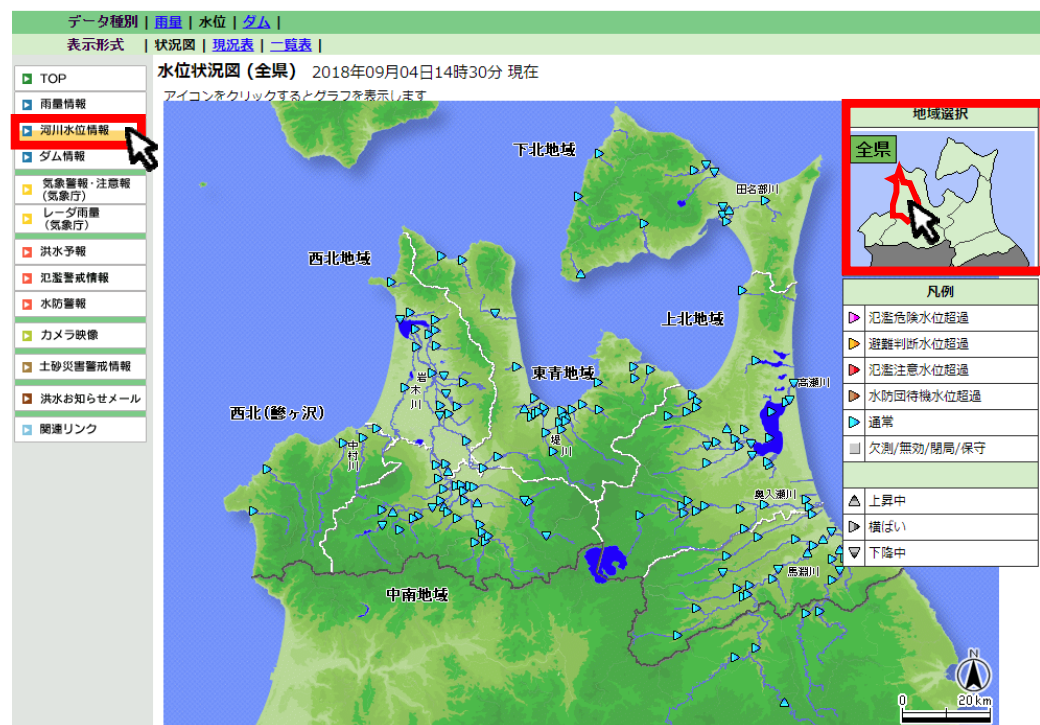 データ種別 | 雨量 | 水位 | ダム |
表示形式 | 状況図 | 現況表 | 一覧表 |
水位状況図 (全県) 2018年09月04日14時30分 現在
アイコンをクリックするとグラフを表示します
TOP
雨量情報
河川水位情報
ダム情報
気象警報・注意報
(気象庁)
レーダ雨量
(気象庁)
洪水予報
氾濫警戒情報
水防警報
カメラ映像
土砂災害警戒情報
洪水お知らせメール
関連リンク
下北地域
田名部川
西北地域
上北地域
東青地域
高瀬川
岩木川
西北(鰺ヶ沢)
堤川
中村川
奥入瀬川
馬淵川
中南地域
地域選択
全県
凡例
氾濫危険水位超過
避難判断水位超過
氾濫注意水位超過
水防団待機水位超過
通常
欠測/無効/閉局/保守
上昇中
横ばい
下降中
N
0 20km